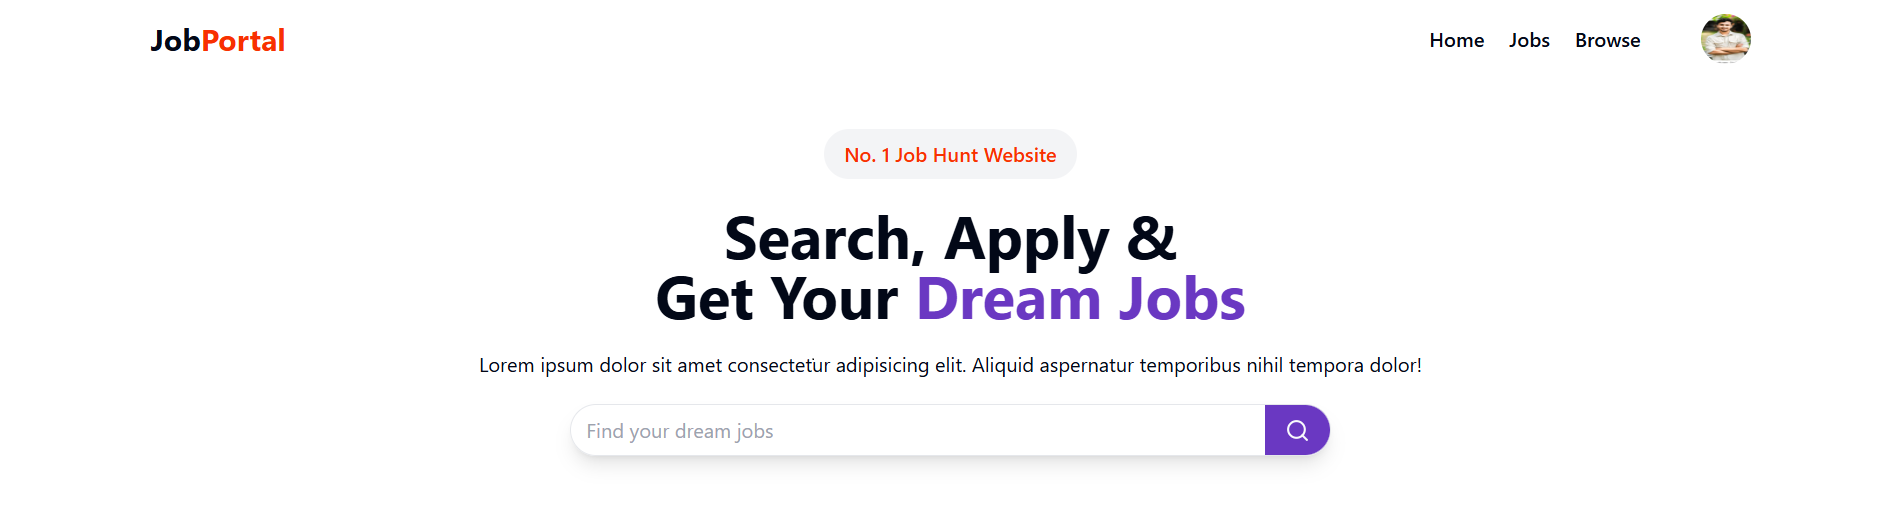 JobPortal
Home Jobs Browse
No. 1 Job Hunt Website
Search, Apply &
Get Your Dream Jobs
Lorem ipsum dolor sit amet consectetur adipisicing elit. Aliquid aspernatur temporibus nihil tempora dolor!
Find your dream jobs